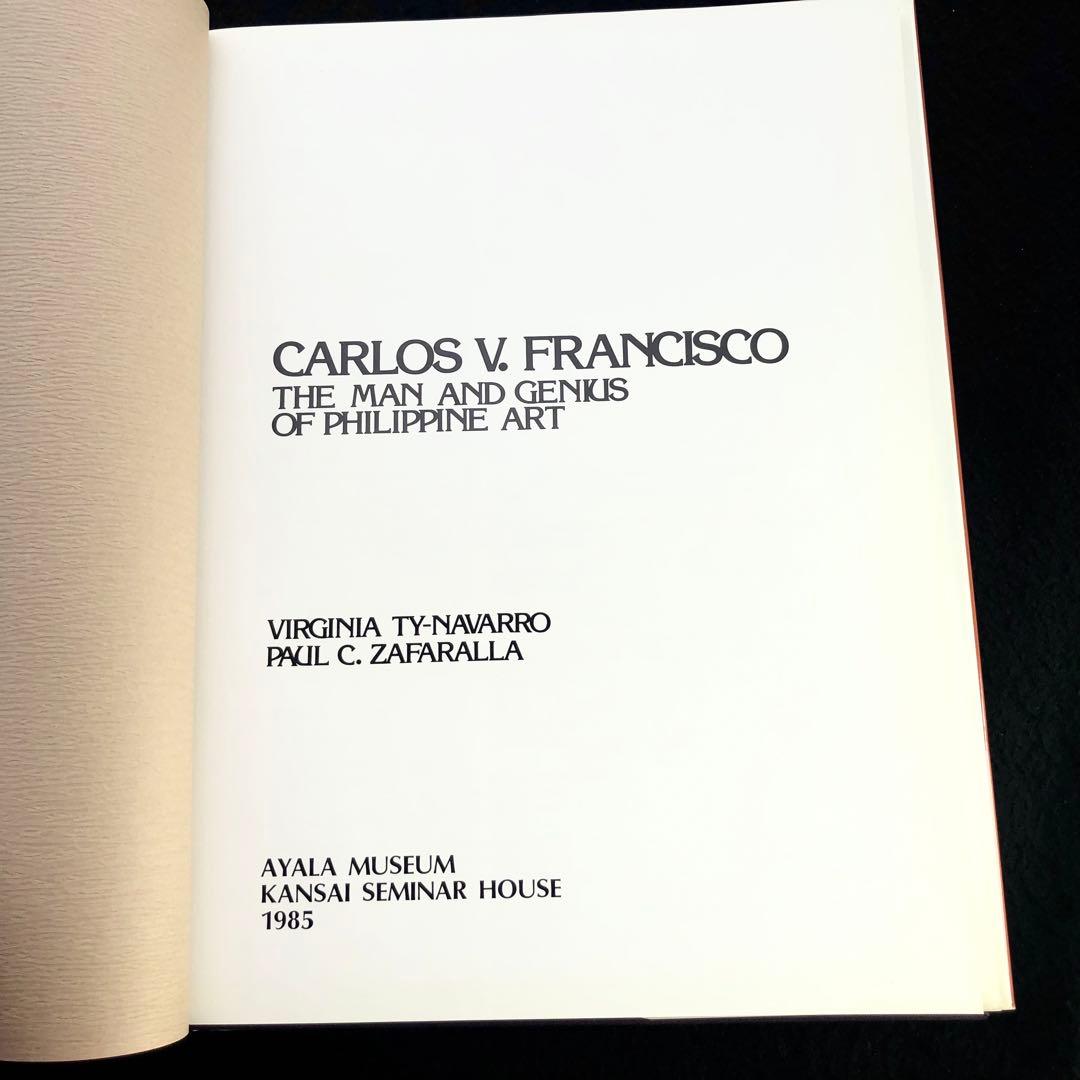 CARLOS V. FRANCISCO
THE MAN AND GENIUS
OF PHILIPPINE ART
VIRGINIA TY-NAVARRO
PAUL C. ZAFARALLA
AYALA MUSEUM
KANSAI SEMINAR HOUSE
1985